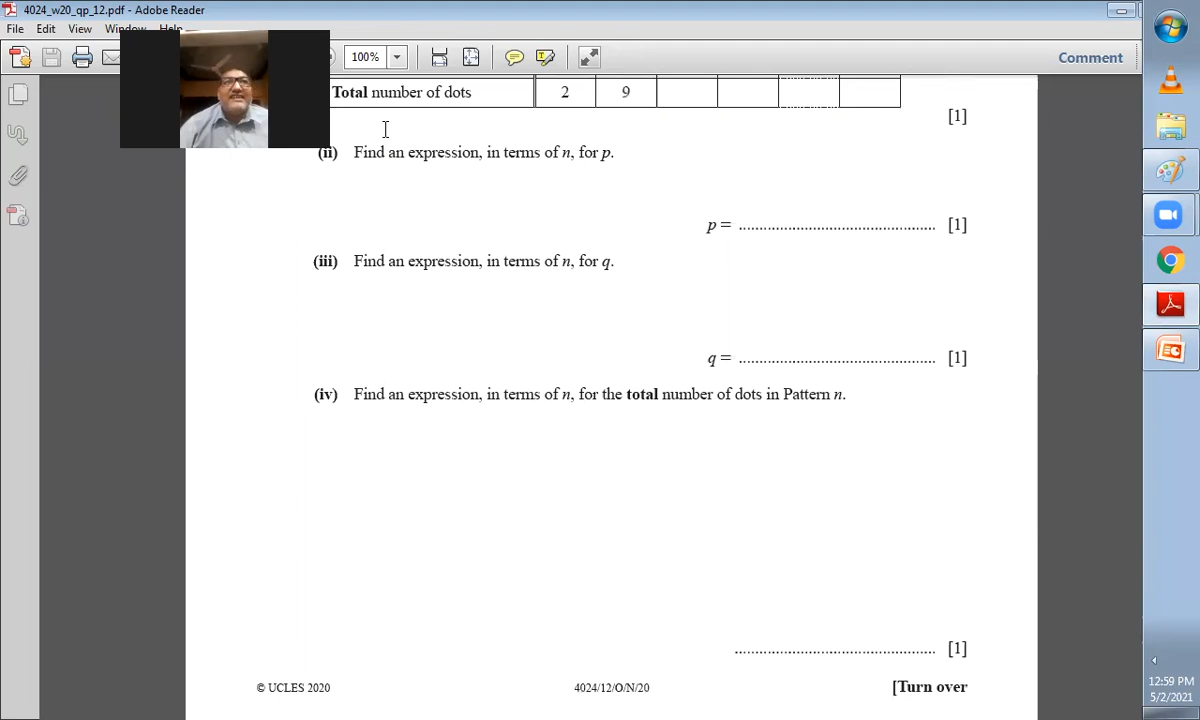 4024_w20_qp_12.pdf - Adobe Reader
File Edit View Window Help
100%
Comment
Total number of dots 2 9
[1]
(ii) Find an expression, in terms of n, for p.
p = ................................................ [1]
(iii) Find an expression, in terms of n, for q.
q = ................................................ [1]
(iv) Find an expression, in terms of n, for the total number of dots in Pattern n.
................................................. [1]
© UCLES 2020 4024/12/O/N/20 [Turn over
12:59 PM
5/2/2021